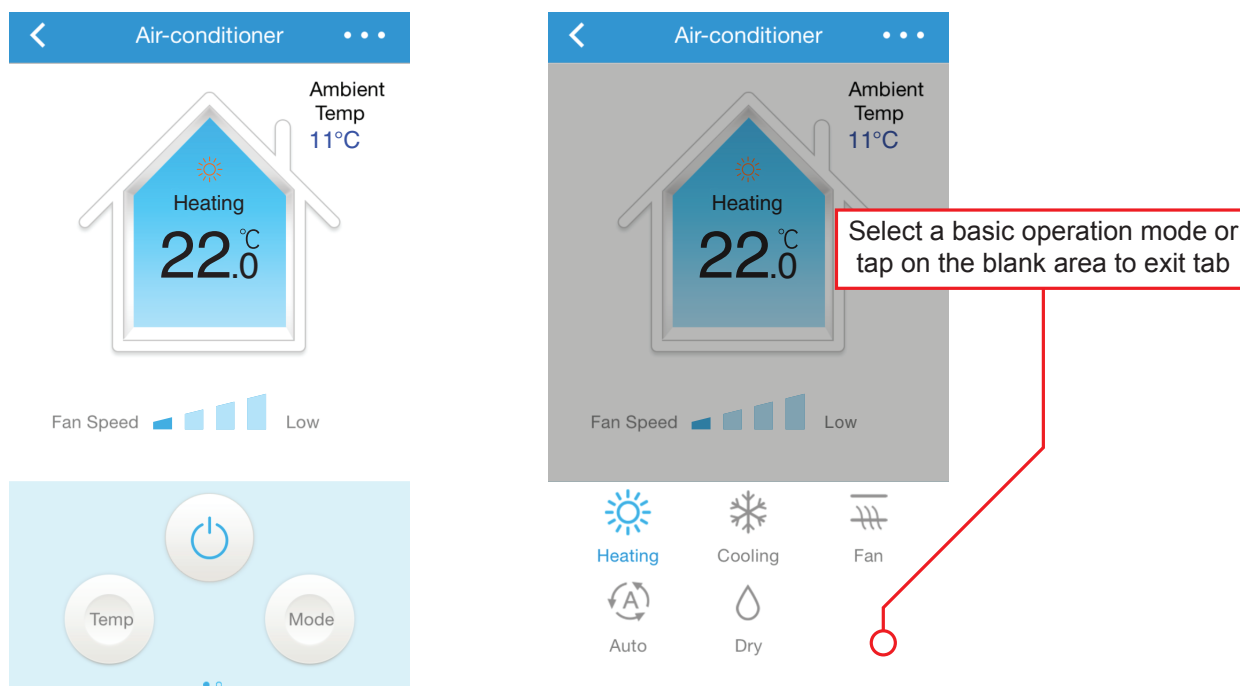 Air-conditioner
Ambient
Temp
11°C
Heating
22.0 °C
Fan Speed
Low
Temp
Mode
Air-conditioner
Ambient
Temp
11°C
Heating
22.0 °C
Select a basic operation mode or
tap on the blank area to exit tab
Fan Speed
Low
Heating
Cooling
Fan
A
Auto
Dry